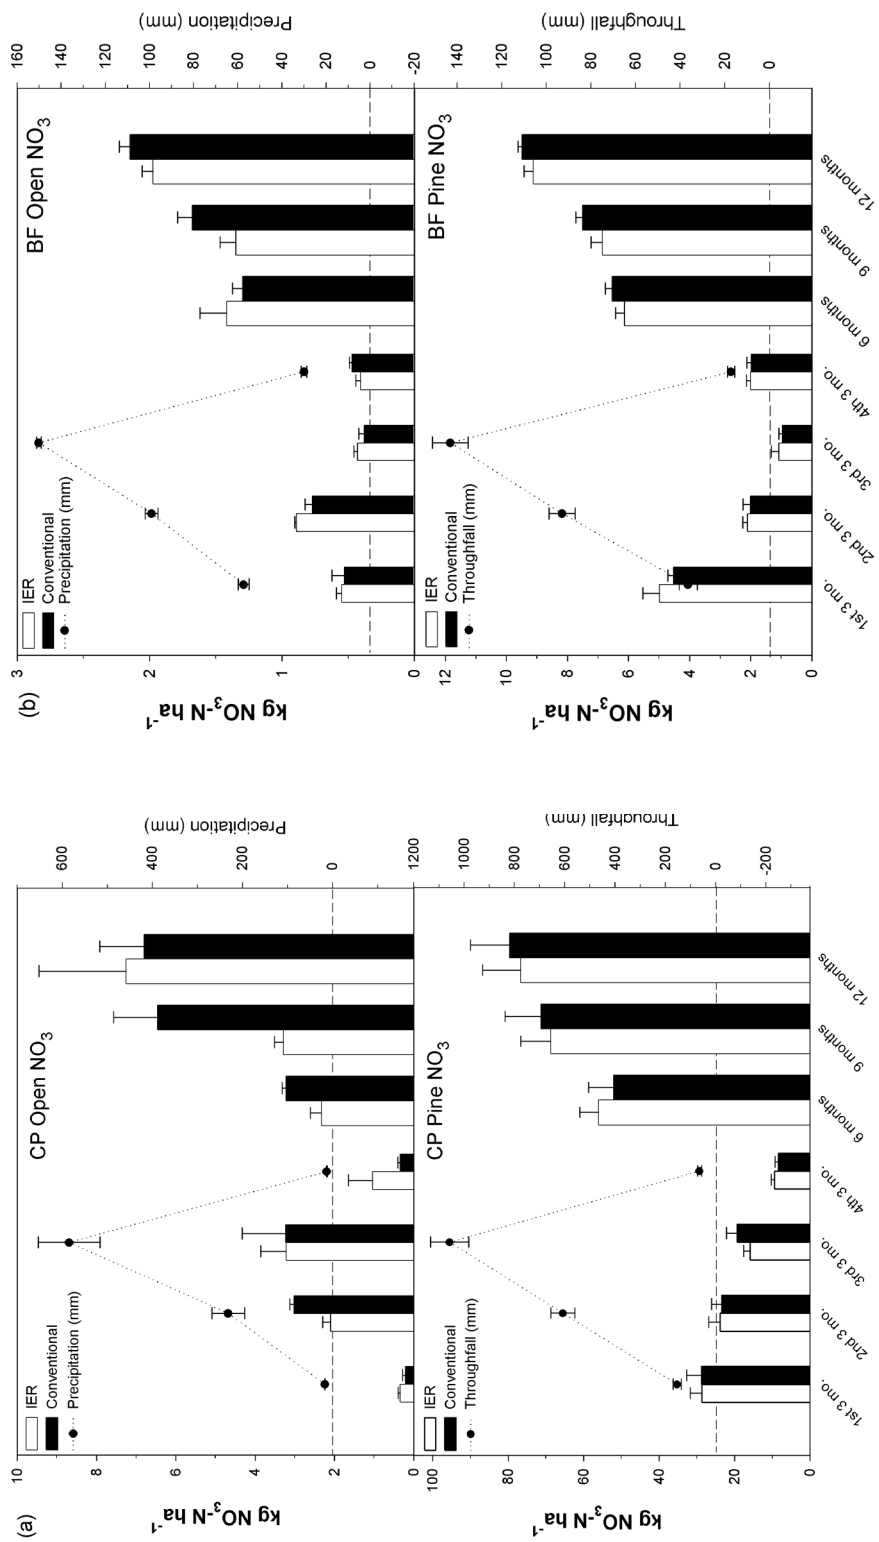 (a)
CP Open NO3
IER
Conventional
Precipitation (mm)
kg NO3-N ha-1
10
8
6
4
2
0
Precipitation (mm)
600
400
200
0
1200
CP Pine NO3
IER
Conventional
Throughfall (mm)
kg NO3-N ha-1
100
80
60
40
20
0
Throughfall (mm)
1000
800
600
400
200
0
-200
1st 3 mo.
2nd 3 mo.
3rd 3 mo.
4th 3 mo.
6 months
9 months
12 months
(b)
BF Open NO3
IER
Conventional
Precipitation (mm)
kg NO3-N ha-1
3
2
1
0
Precipitation (mm)
160
140
120
100
80
60
40
20
0
-20
BF Pine NO3
IER
Conventional
Throughfall (mm)
kg NO3-N ha-1
12
10
8
6
4
2
0
Throughfall (mm)
140
120
100
80
60
40
20
0
1st 3 mo.
2nd 3 mo.
3rd 3 mo.
4th 3 mo.
6 months
9 months
12 months